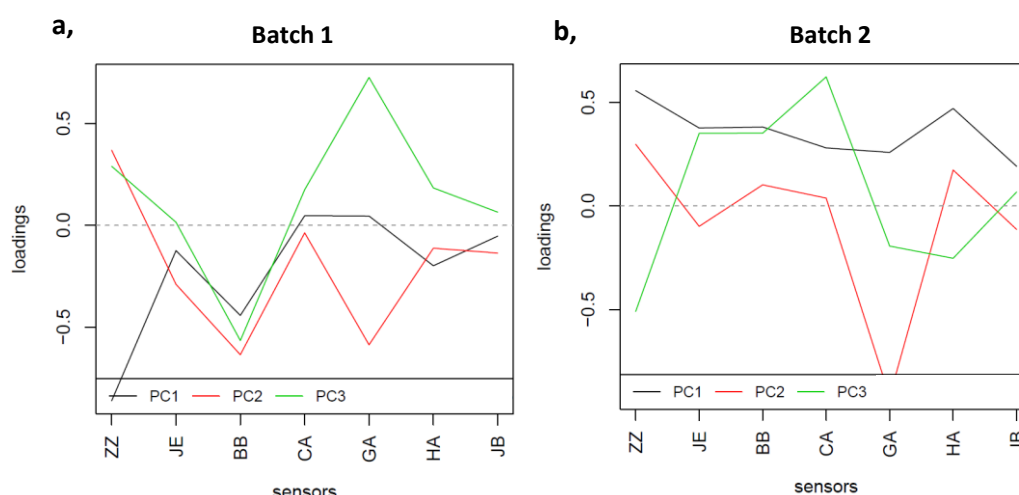 a,
Batch 1
loadings
0.5
0.0
−0.5
PC1 PC2 PC3
ZZ JE BB CA GA HA JB
sensors
b,
Batch 2
loadings
0.5
0.0
−0.5
PC1 PC2 PC3
ZZ JE BB CA GA HA JB
sensors